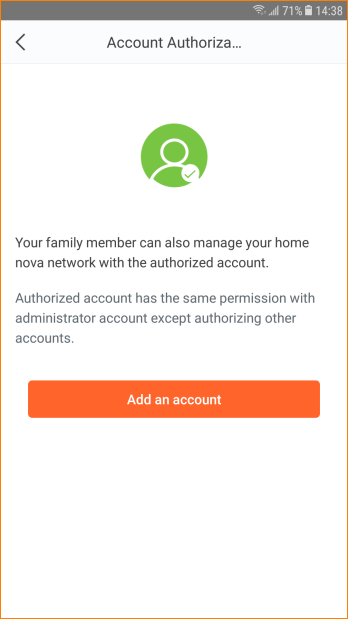 71% 14:38
Account Authoriza...
Your family member can also manage your home
nova network with the authorized account.
Authorized account has the same permission with
administrator account except authorizing other
accounts.
Add an account